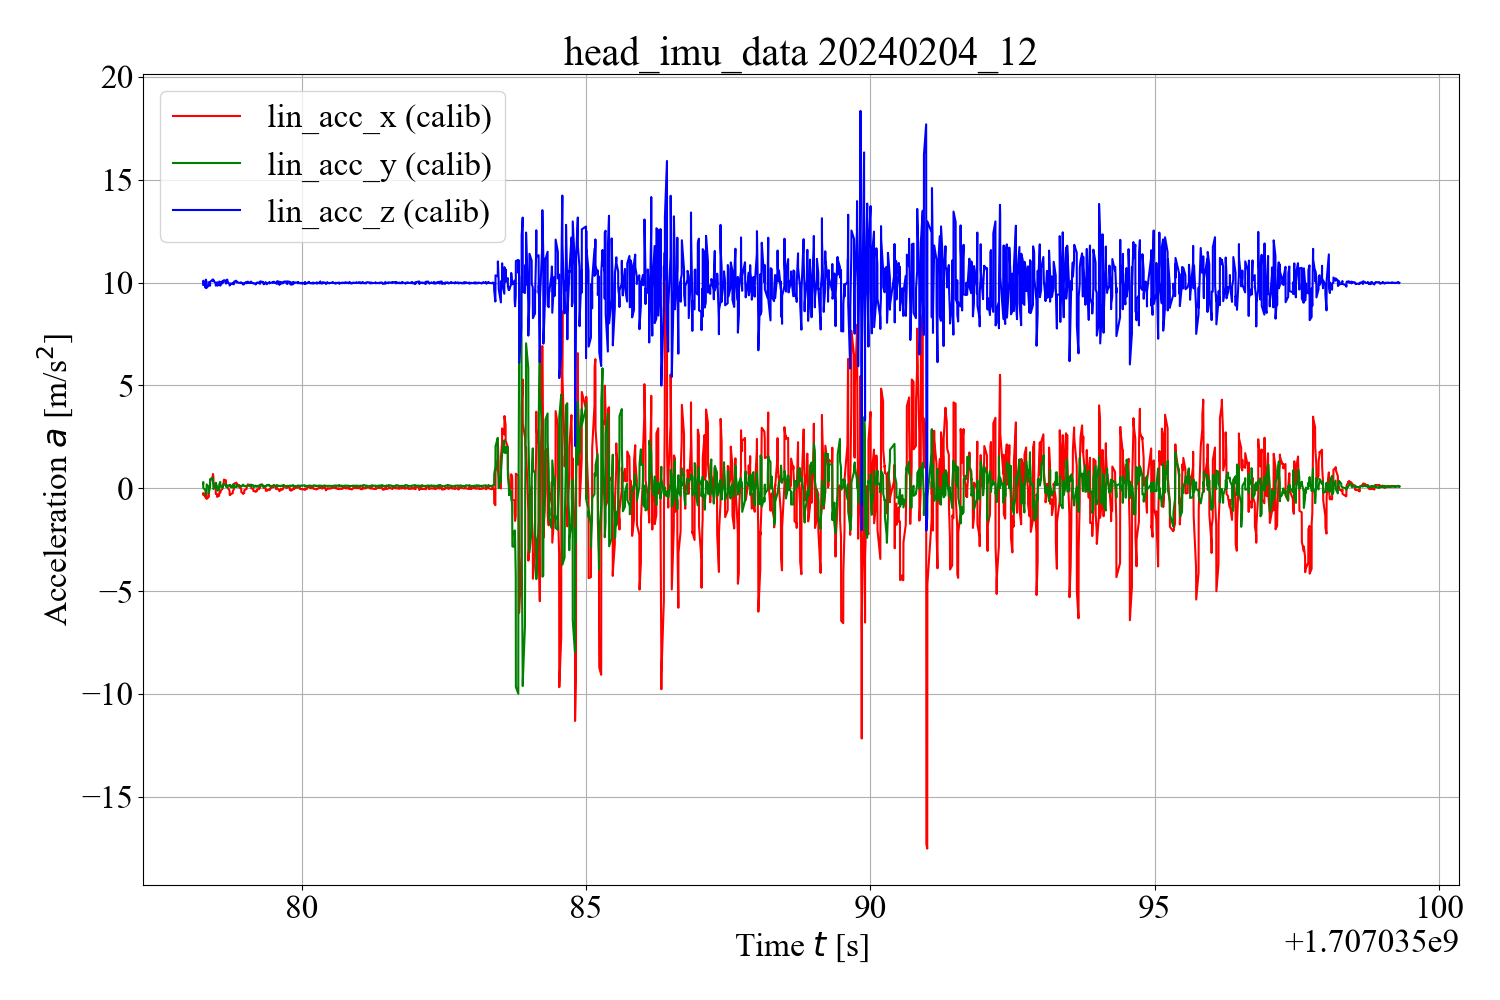 head_imu_data 20240204_12
lin_acc_x (calib)
lin_acc_y (calib)
lin_acc_z (calib)
Acceleration a [m/s²]
20
15
10
5
0
−5
−10
−15
80
85
90
95
100
+1.707035e9
Time t [s]